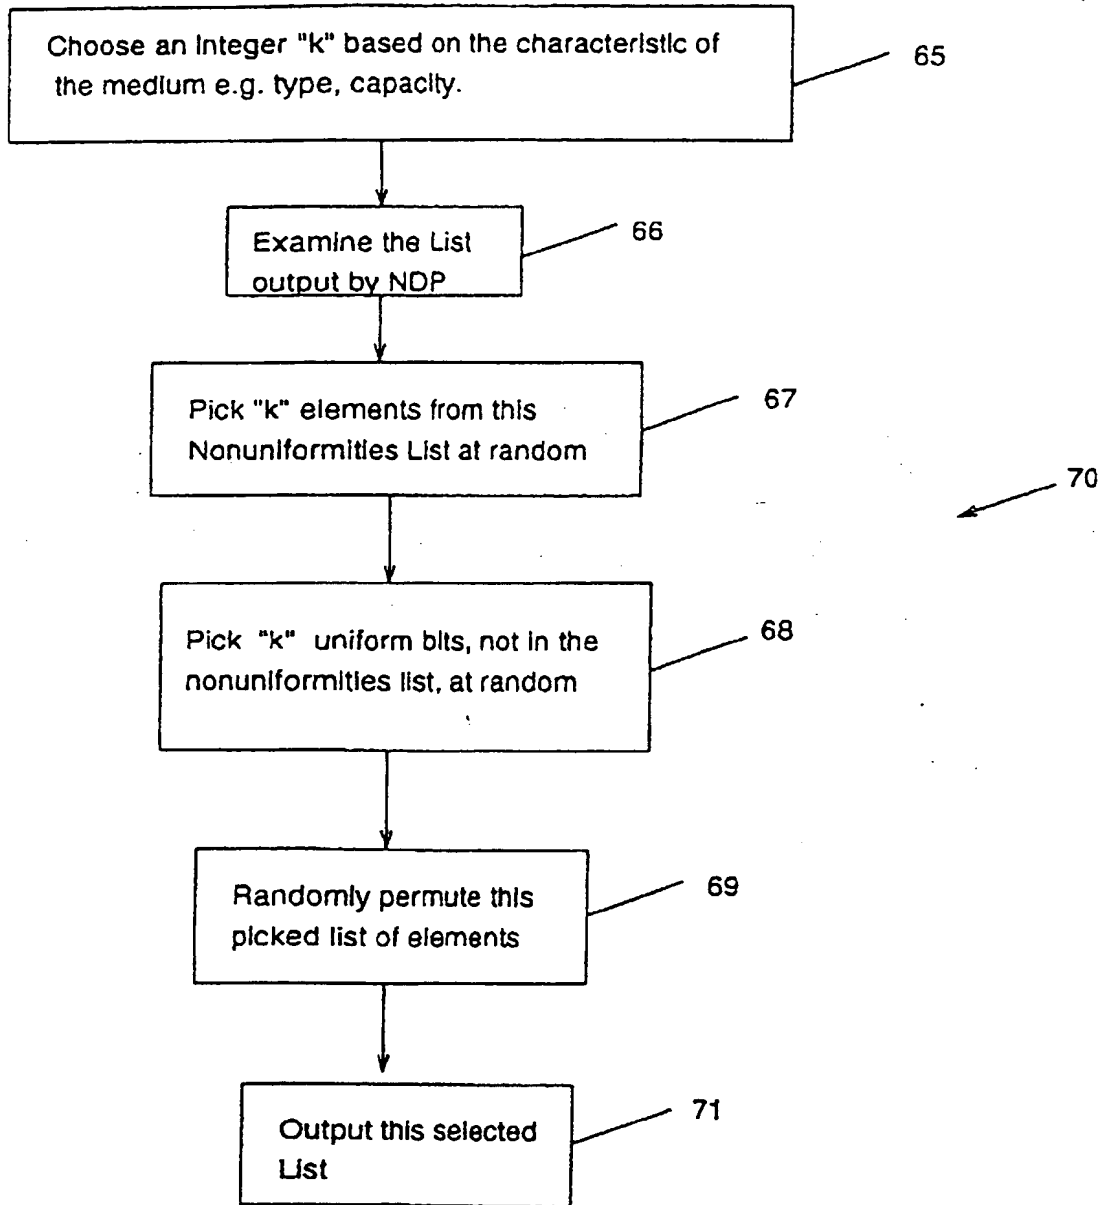 Choose an Integer "k" based on the characteristic of
the medium e.g. type, capacity.
65
Examine the List
output by NDP
66
Pick "k" elements from this
Nonuniformities List at random
67
70
Pick "k" uniform bits, not in the
nonuniformities list, at random
68
Randomly permute this
picked list of elements
69
Output this selected
List
71